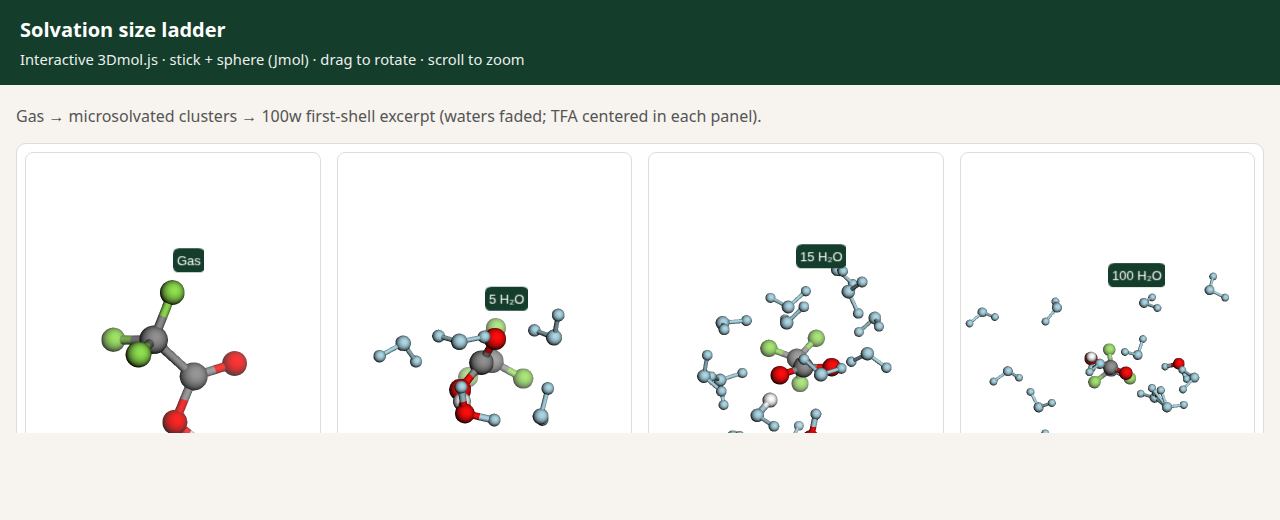 Solvation size ladder
Interactive 3Dmol.js · stick + sphere (Jmol) · drag to rotate · scroll to zoom
Gas → microsolvated clusters → 100w first-shell excerpt (waters faded; TFA centered in each panel).
Gas
5 H₂O
15 H₂O
100 H₂O